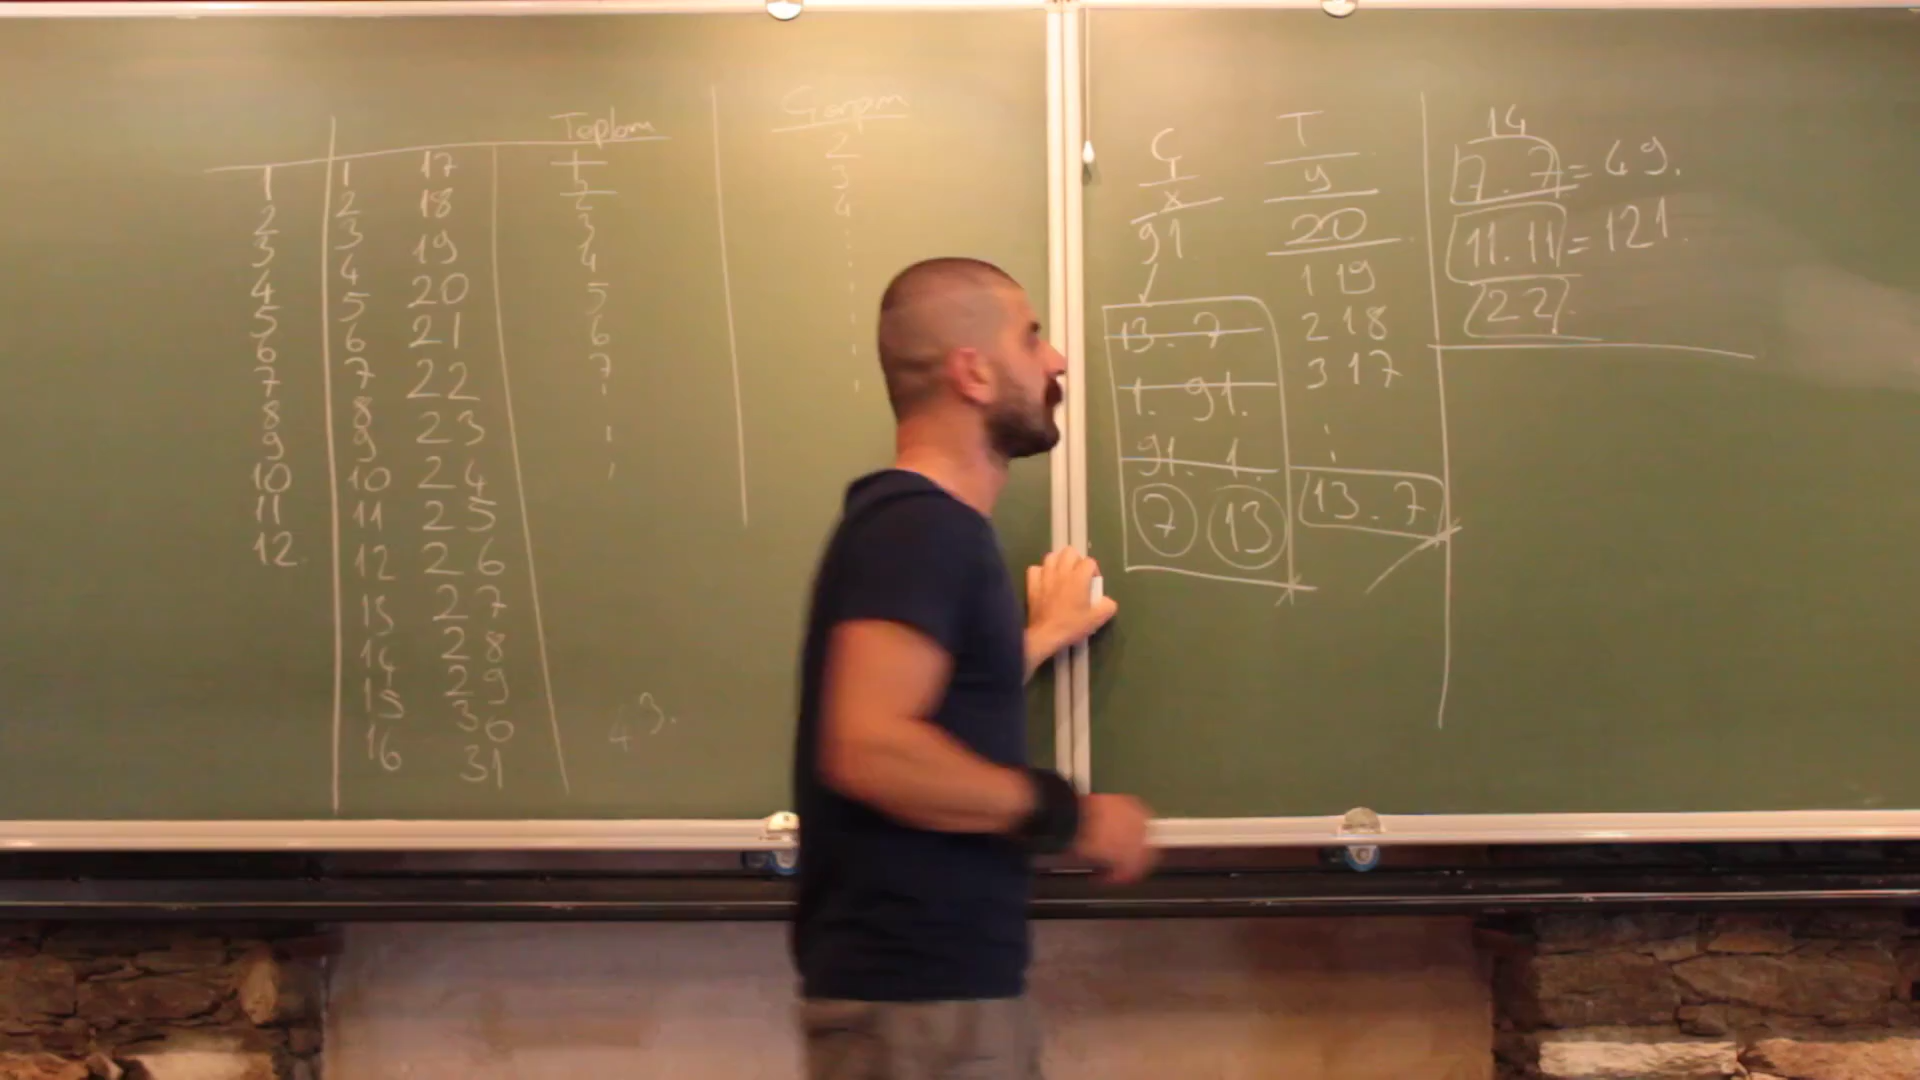 Toplam Çarpım
1 1 17 1 2
2 2 18 2 3
3 3 19 3 4
4 4 20 4
5 5 21 5
6 6 22 6
7 7 23 7
8 8 24
9 9 25
10 10 26
11 11 27
12. 12 28
13 29
14 30
15 31
16
43.
Ç T
x y
91 20
13. 7 1 19
1. 91. 2 18
91. 1. 3 17
7 13 13. 7
14
7. 7 = 49.
11. 11 = 121.
22.